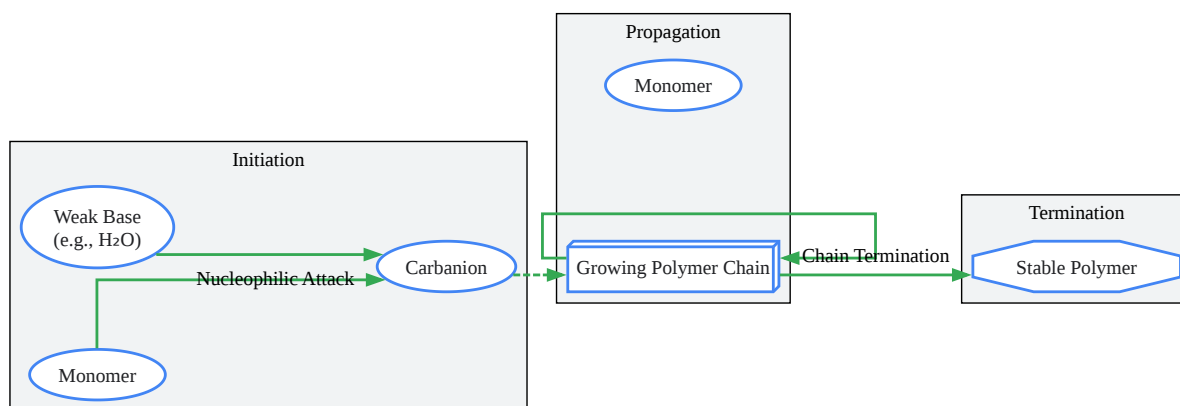 Propagation
Monomer
Initiation
Weak Base
(e.g., H₂O)
Nucleophilic Attack
Carbanion
Monomer
Growing Polymer Chain
Chain Termination
Termination
Stable Polymer